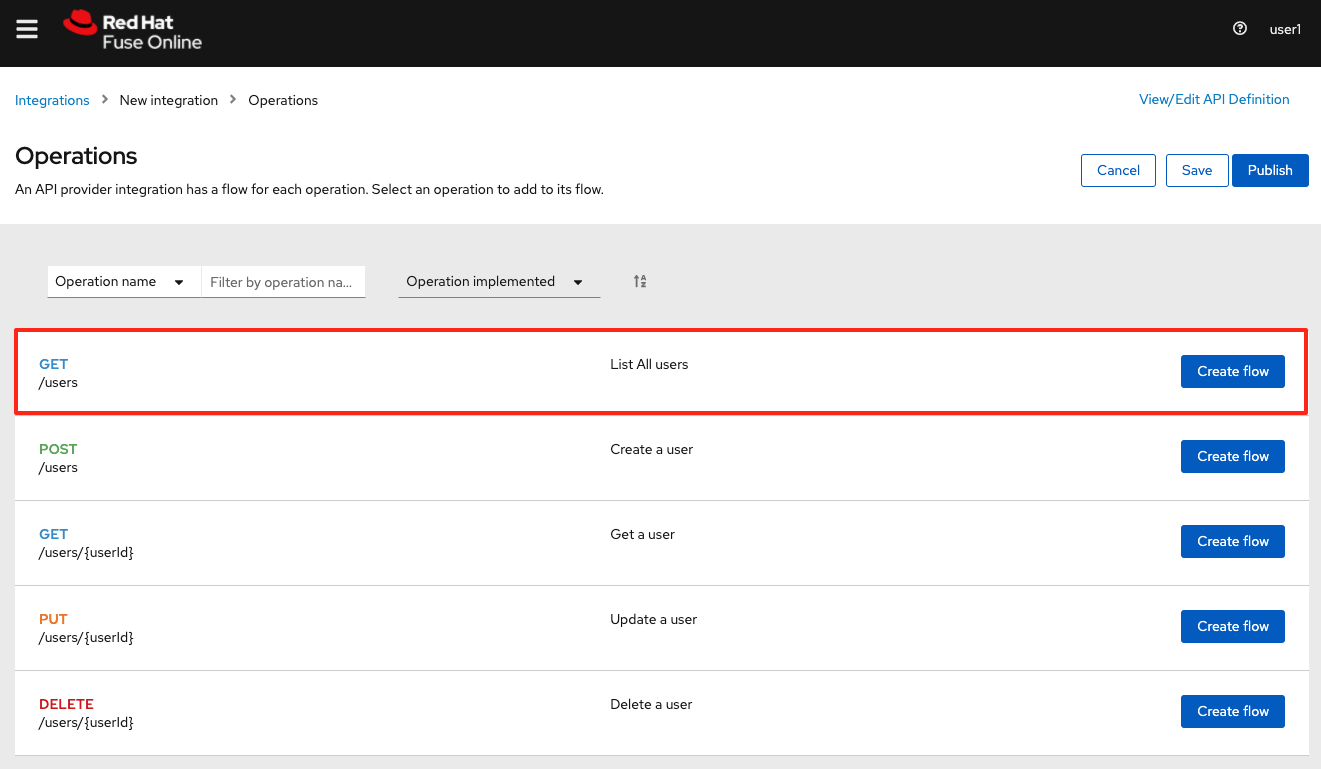 Red Hat
Fuse Online
user1
Integrations > New integration > Operations
View/Edit API Definition
Operations
An API provider integration has a flow for each operation. Select an operation to add to its flow.
Cancel
Save
Publish
Operation name
Filter by operation na...
Operation implemented
GET
/users
List All users
Create flow
POST
/users
Create a user
Create flow
GET
/users/{userId}
Get a user
Create flow
PUT
/users/{userId}
Update a user
Create flow
DELETE
/users/{userId}
Delete a user
Create flow